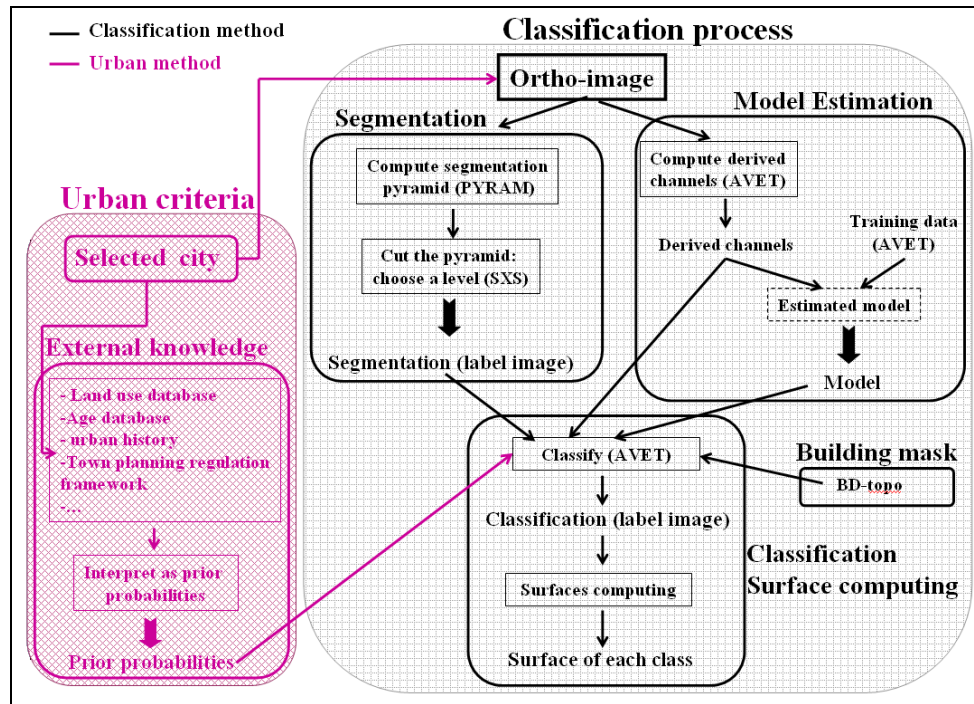 Classification method
Urban method
Classification process
Ortho-image
Segmentation
Model Estimation
Compute segmentation
pyramid (PYRAM)
Cut the pyramid:
choose a level (SXS)
Segmentation (label image)
Compute derived
channels (AVET)
Derived channels
Training data
(AVET)
Estimated model
Model
Urban criteria
Selected city
External knowledge
- Land use database
-Age database
- urban history
-Town planning regulation
framework
-...
Interpret as prior
probabilities
Prior probabilities
Classify (AVET)
Classification (label image)
Surfaces computing
Surface of each class
Building mask
BD-topo
Classification
Surface computing